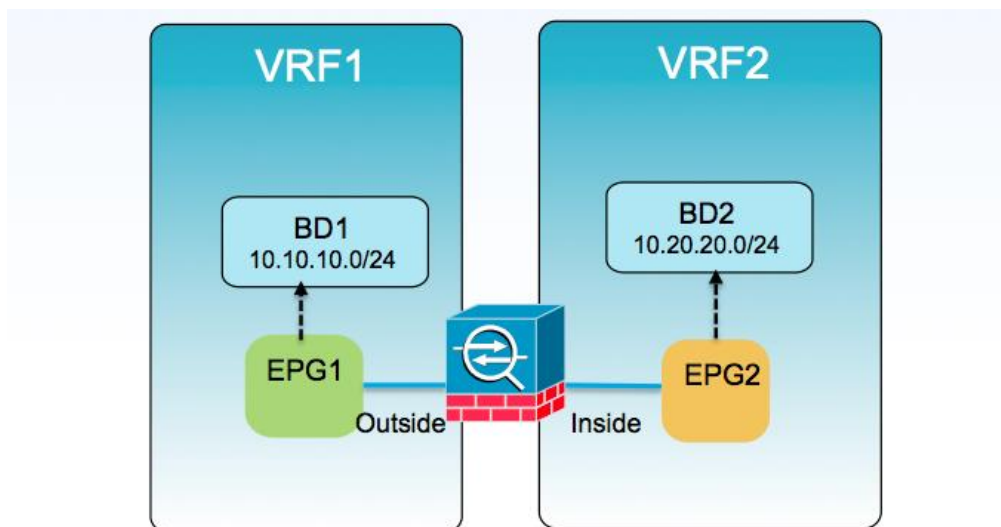 VRF1
VRF2
BD1
10.10.10.0/24
BD2
10.20.20.0/24
EPG1
EPG2
Outside
Inside